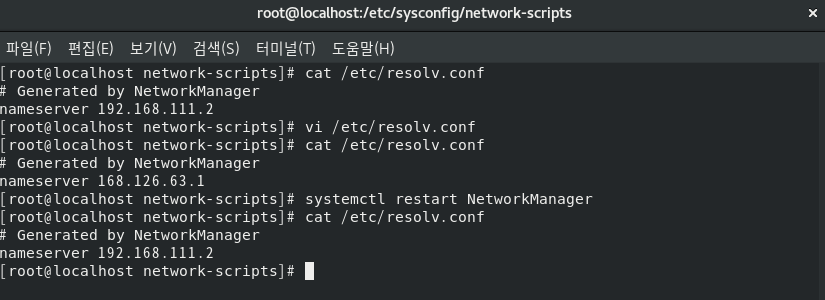 root@localhost:/etc/sysconfig/network-scripts ×
파일(F) 편집(E) 보기(V) 검색(S) 터미널(T) 도움말(H)
[root@localhost network-scripts]# cat /etc/resolv.conf
# Generated by NetworkManager
nameserver 192.168.111.2
[root@localhost network-scripts]# vi /etc/resolv.conf
[root@localhost network-scripts]# cat /etc/resolv.conf
# Generated by NetworkManager
nameserver 168.126.63.1
[root@localhost network-scripts]# systemctl restart NetworkManager
[root@localhost network-scripts]# cat /etc/resolv.conf
# Generated by NetworkManager
nameserver 192.168.111.2
[root@localhost network-scripts]#